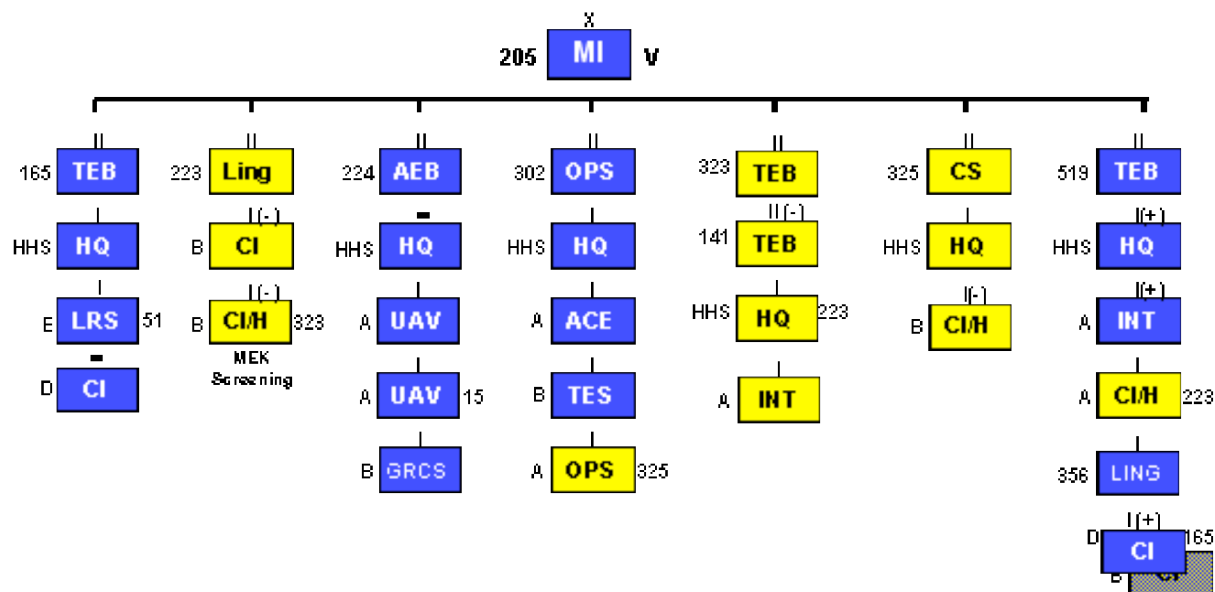 X
205 MI V
II II II II II II II
165 TEB 223 Ling 224 AEB 302 OPS 323 TEB 325 CS 519 TEB
I I(-) I II(-) I I(+)
HHS HQ B CI HHS HQ HHS HQ 141 TEB HHS HQ HHS HQ
I I(-) I I I I(-) I(+)
E LRS 51 B CI/H 323 A UAV A ACE HHS HQ 223 B CI/H A INT
MEK
Screening
I I I I
D CI A UAV 15 B TES A INT A CI/H 223
I I I
B GRCS A OPS 325 356 LING
I(+)
D CI 165
B